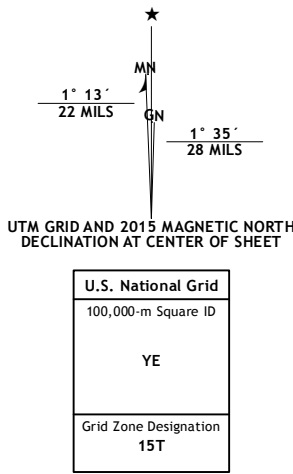 ★
MN
1° 13´
22 MILS
GN
1° 35´
28 MILS
UTM GRID AND 2015 MAGNETIC NORTH
DECLINATION AT CENTER OF SHEET
U.S. National Grid
100,000-m Square ID
YE
Grid Zone Designation
15T